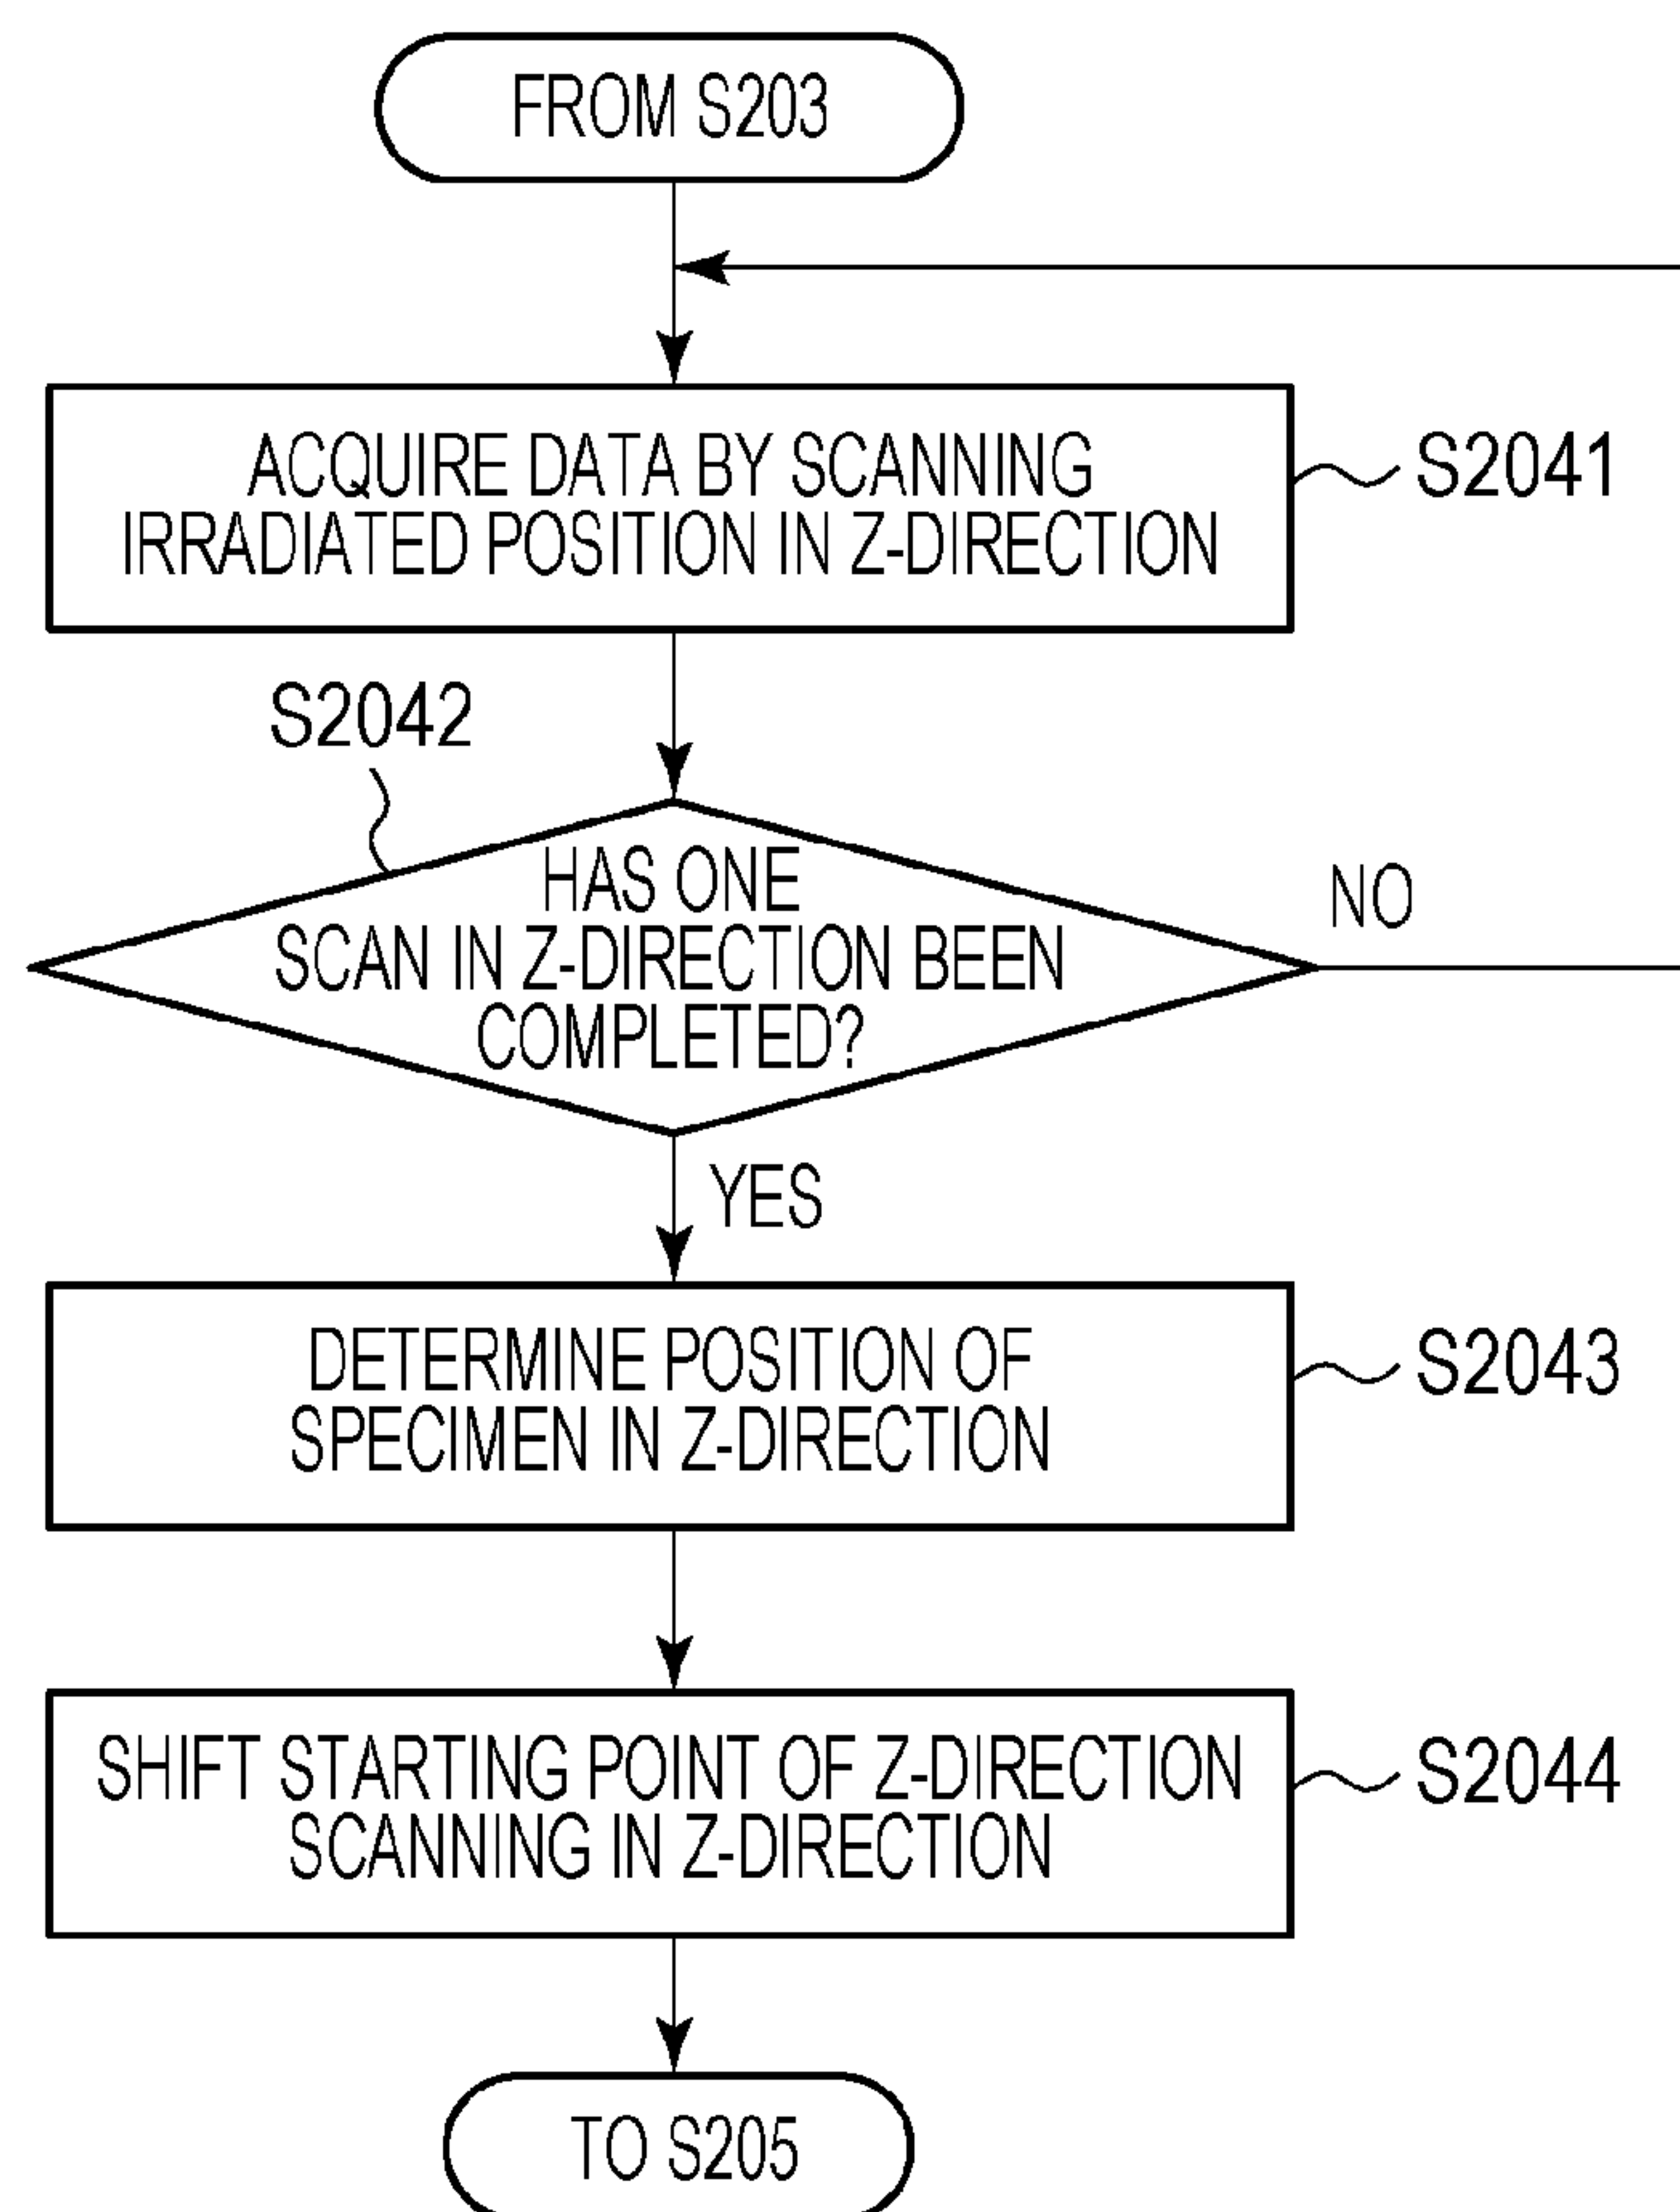 FROM S203
ACQUIRE DATA BY SCANNING
IRRADIATED POSITION IN Z-DIRECTION
S2041
S2042
HAS ONE
SCAN IN Z-DIRECTION BEEN
COMPLETED?
NO
YES
DETERMINE POSITION OF
SPECIMEN IN Z-DIRECTION
S2043
SHIFT STARTING POINT OF Z-DIRECTION
SCANNING IN Z-DIRECTION
S2044
TO S205